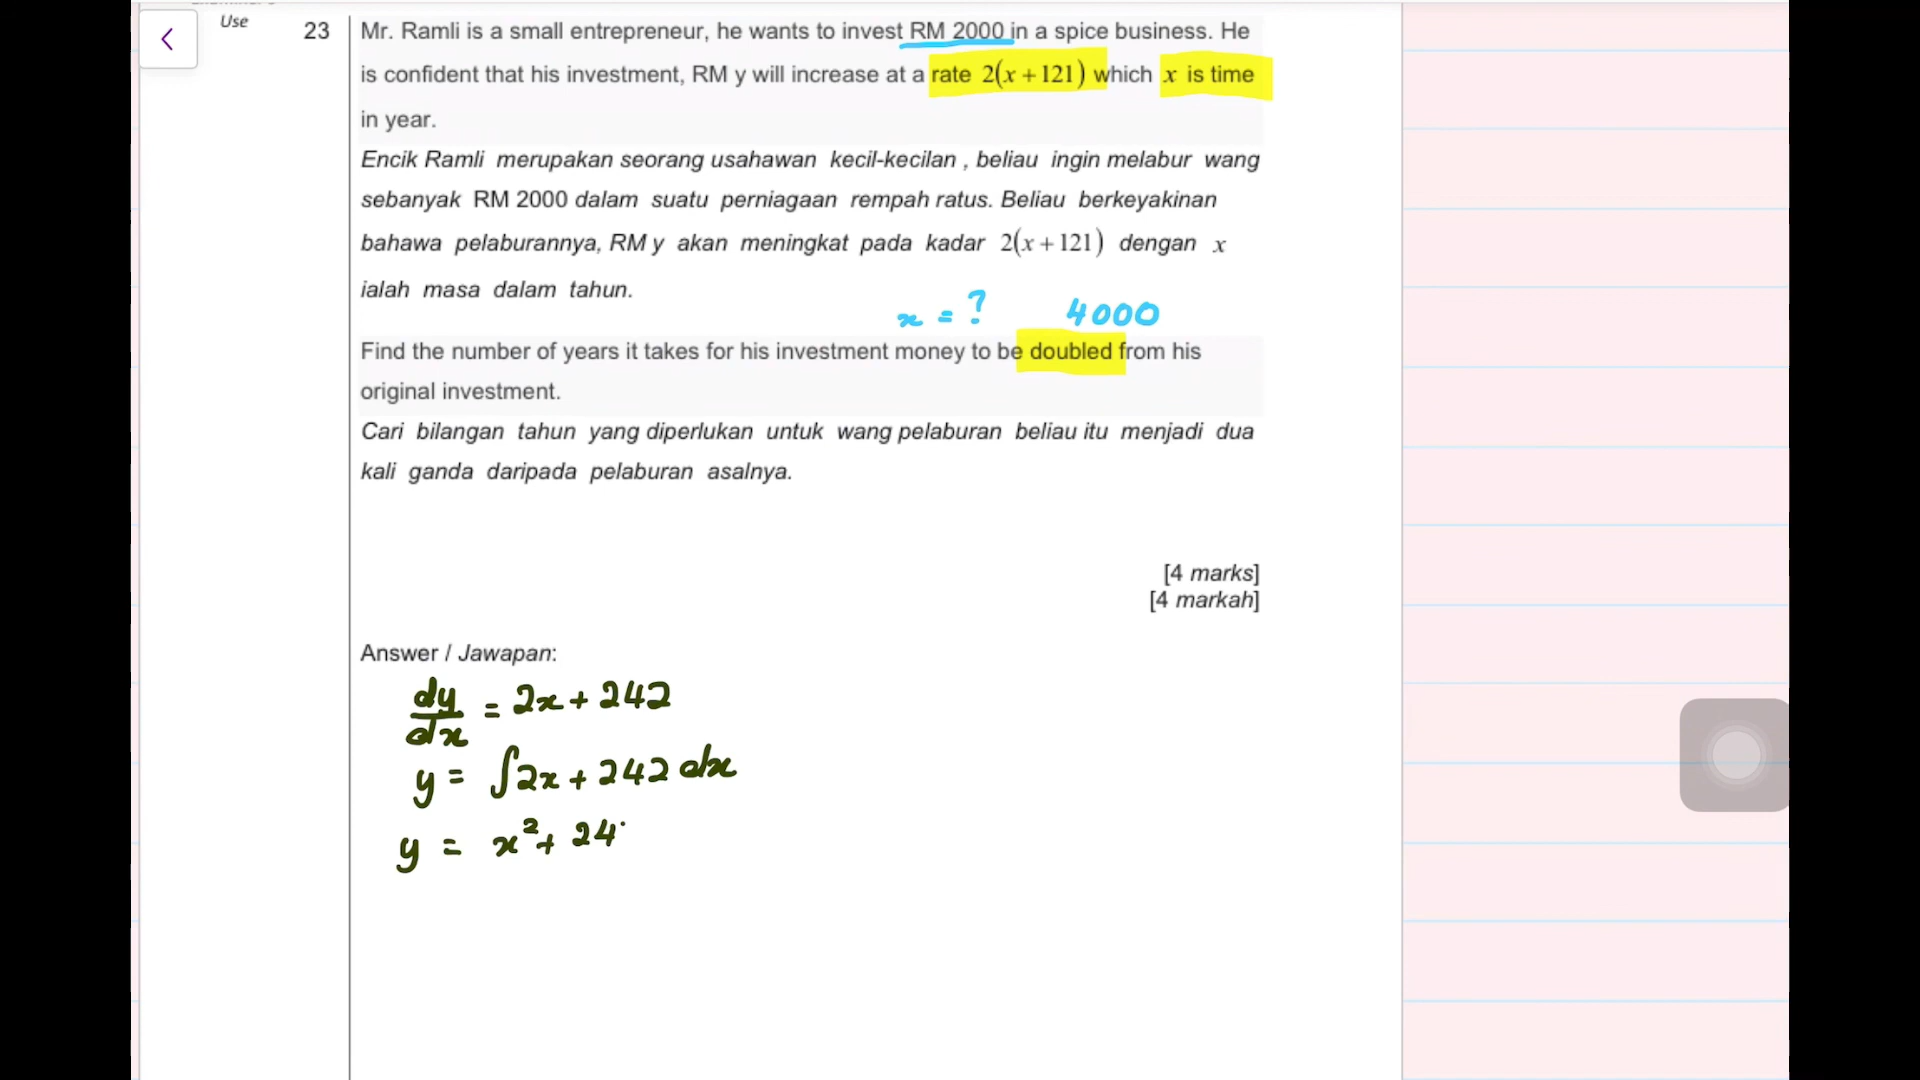 Use
23 Mr. Ramli is a small entrepreneur, he wants to invest RM 2000 in a spice business. He
is confident that his investment, RM y will increase at a rate 2(x+121) which x is time
in year.
Encik Ramli merupakan seorang usahawan kecil-kecilan , beliau ingin melabur wang
sebanyak RM 2000 dalam suatu perniagaan rempah ratus. Beliau berkeyakinan
bahawa pelaburannya, RM y akan meningkat pada kadar 2(x+121) dengan x
ialah masa dalam tahun.
x = ? 4000
Find the number of years it takes for his investment money to be doubled from his
original investment.
Cari bilangan tahun yang diperlukan untuk wang pelaburan beliau itu menjadi dua
kali ganda daripada pelaburan asalnya.
[4 marks]
[4 markah]
Answer / Jawapan:
dy/dx = 2x + 242
y = ∫2x + 242 dx
y = x² + 24